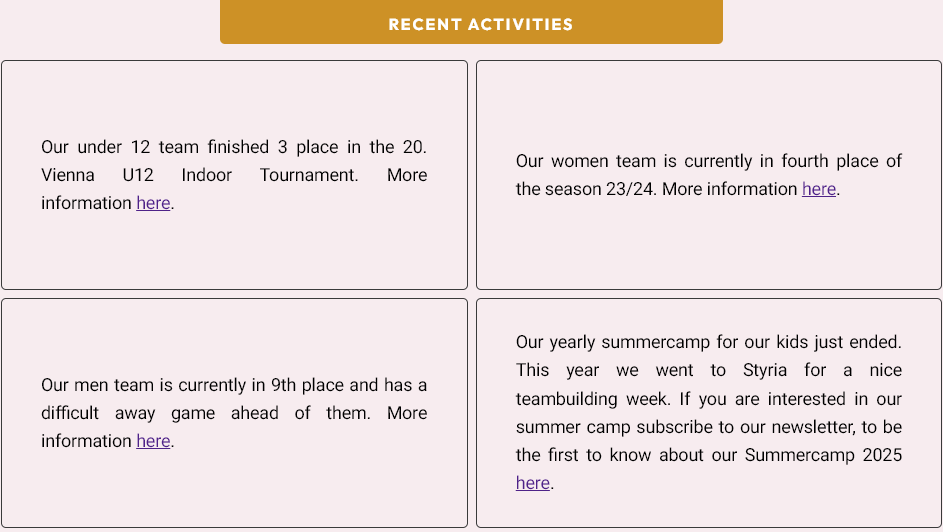 RECENT ACTIVITIES
Our under 12 team finished 3 place in the 20.
Vienna U12 Indoor Tournament. More
information here.
Our women team is currently in fourth place of
the season 23/24. More information here.
Our men team is currently in 9th place and has a
difficult away game ahead of them. More
information here.
Our yearly summercamp for our kids just ended.
This year we went to Styria for a nice
teambuilding week. If you are interested in our
summer camp subscribe to our newsletter, to be
the first to know about our Summercamp 2025
here.